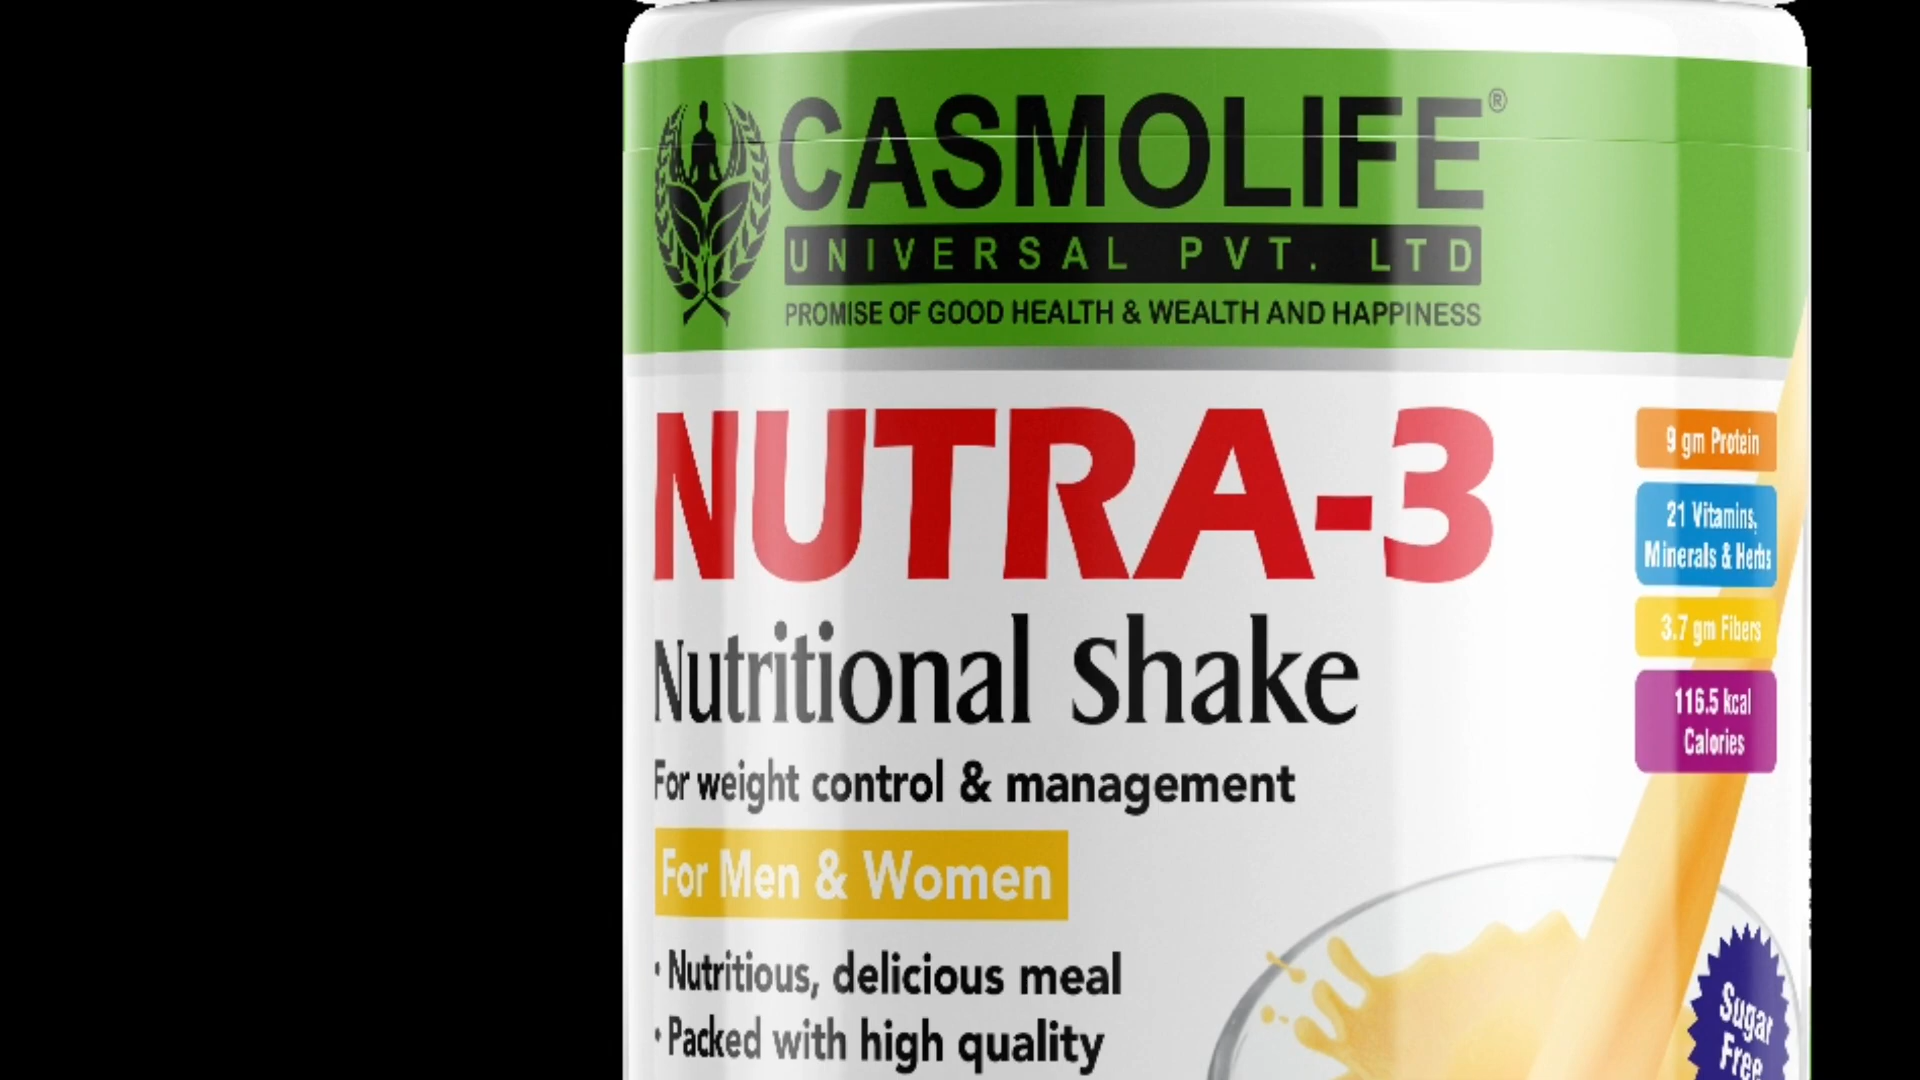 CASMOLIFE®
UNIVERSAL PVT. LTD
PROMISE OF GOOD HEALTH & WEALTH AND HAPPINESS
NUTRA-3
Nutritional Shake
For weight control & management
For Men & Women
• Nutritious, delicious meal
• Packed with high quality
9 gm Protein
21 Vitamins,
Minerals & Herbs
3.7 gm Fibers
116.5 kcal
Calories
Sugar
Free